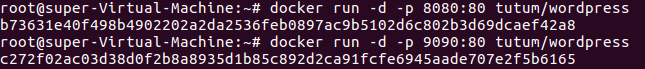 root@super-Virtual-Machine:~# docker run -d -p 8080:80 tutum/wordpress
b73631e40f498b4902202a2da2536feb0897ac9b5102d6c802b3d69dcaef42a8
root@super-Virtual-Machine:~# docker run -d -p 9090:80 tutum/wordpress
c272f02ac03d38d0f2b8a8935d1b85c892d2ca91fcfe6945aade707e2f5b6165